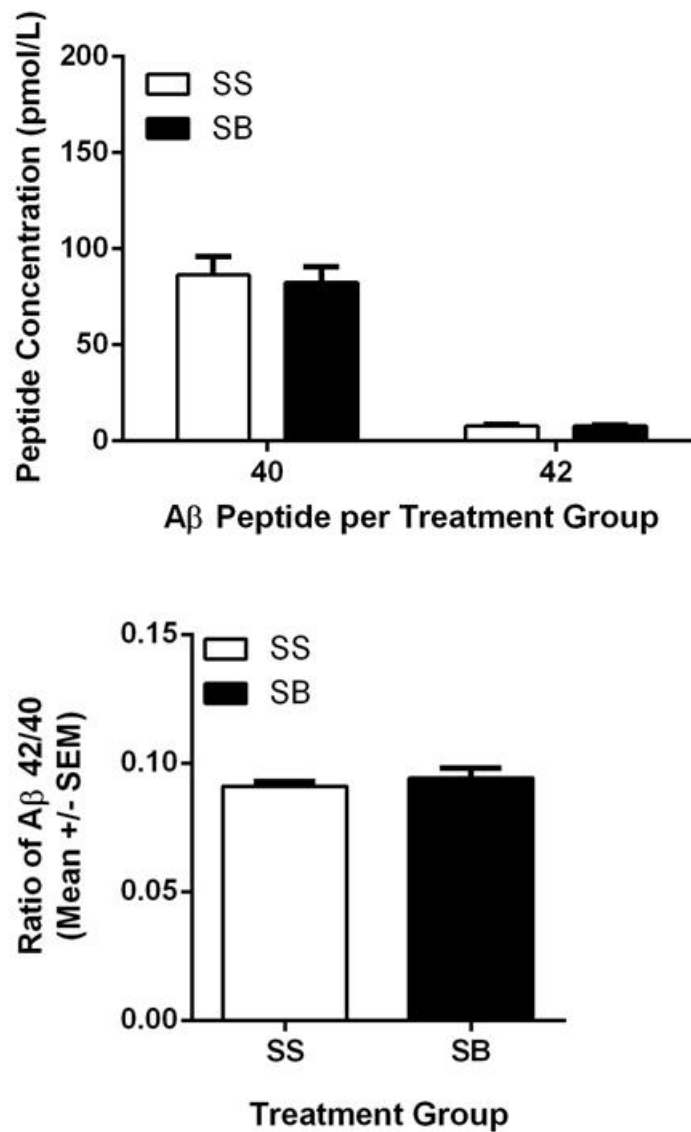 Peptide Concentration (pmol/L)
200
150
100
50
0
SS
SB
40
42
Aβ Peptide per Treatment Group
Ratio of Aβ 42/40
(Mean +/- SEM)
0.15
0.10
0.05
0.00
SS
SB
SS
SB
Treatment Group